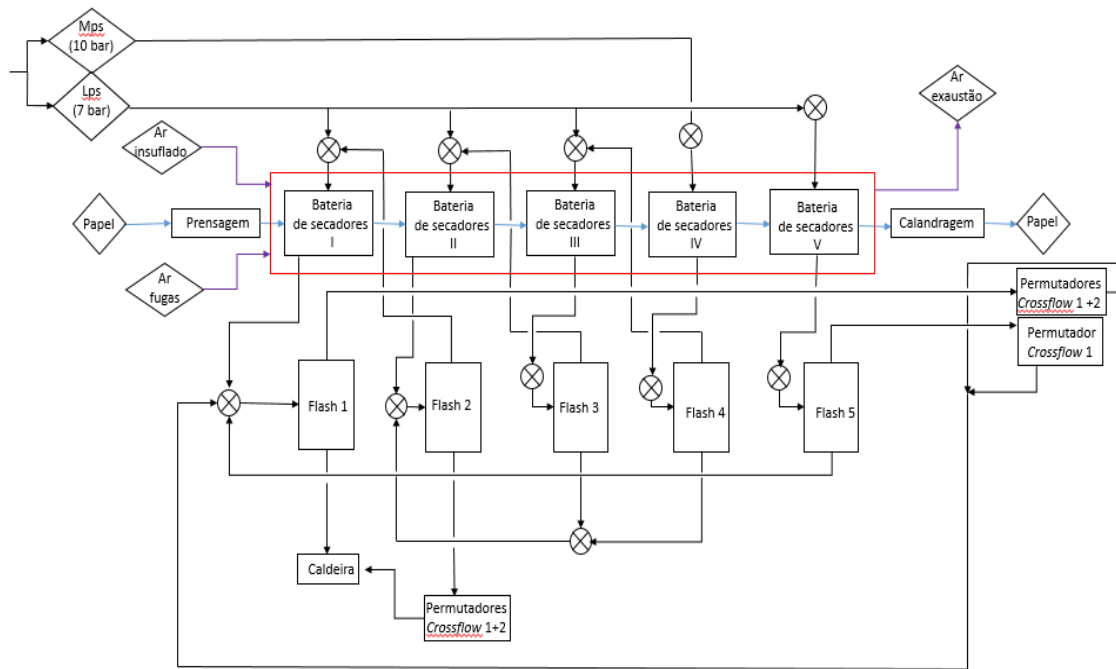 Mps
(10 bar)
Lps
(7 bar)
Ar
exaustão
Ar
insuflado
Papel
Prensagem
Bateria
de secadores
I
Bateria
de secadores
II
Bateria
de secadores
III
Bateria
de secadores
IV
Bateria
de secadores
V
Calandragem
Papel
Ar
fugas
Permutadores
Crossflow 1 +2
Permutador
Crossflow 1
Flash 1
Flash 2
Flash 3
Flash 4
Flash 5
Caldeira
Permutadores
Crossflow 1+2